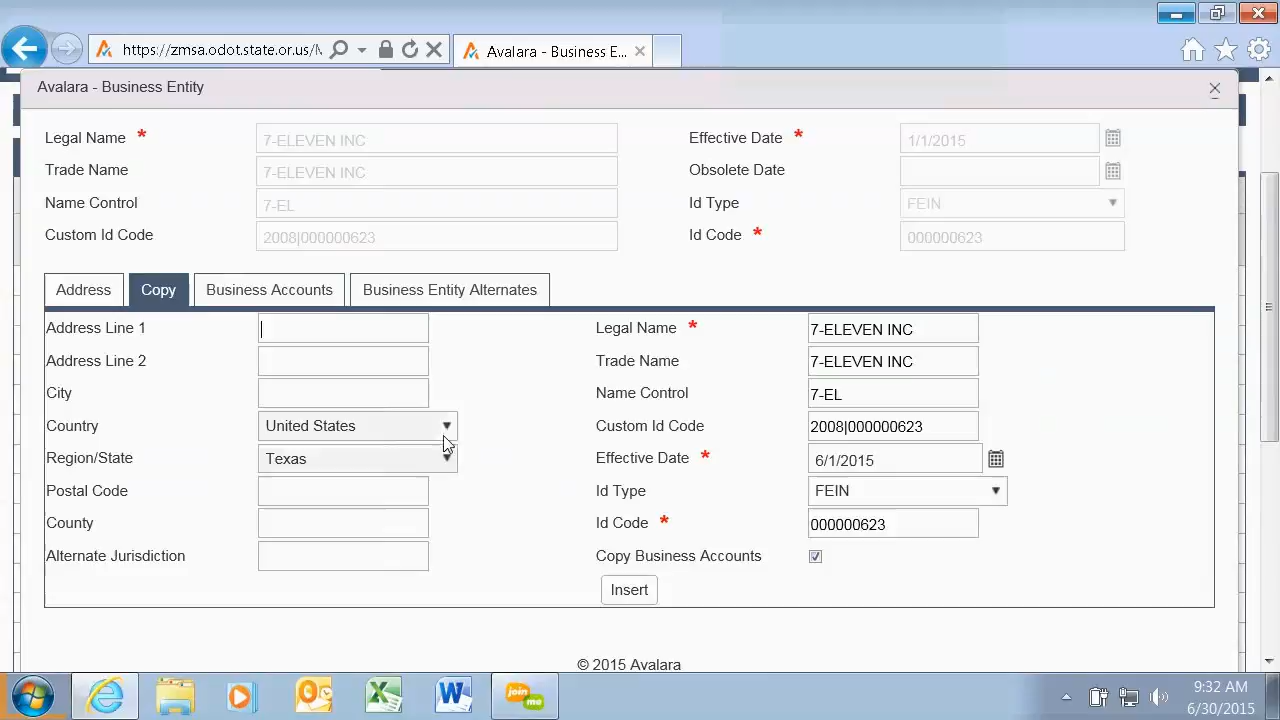 https://zmsa.odot.state.or.us/M
Avalara - Business E...
Avalara - Business Entity
Legal Name * 7-ELEVEN INC Effective Date * 1/1/2015
Trade Name 7-ELEVEN INC Obsolete Date
Name Control 7-EL Id Type FEIN
Custom Id Code 2008|000000623 Id Code * 000000623
Address Copy Business Accounts Business Entity Alternates
Address Line 1 Legal Name * 7-ELEVEN INC
Address Line 2 Trade Name 7-ELEVEN INC
City Name Control 7-EL
Country United States Custom Id Code 2008|000000623
Region/State Texas Effective Date * 6/1/2015
Postal Code Id Type FEIN
County Id Code * 000000623
Alternate Jurisdiction Copy Business Accounts
Insert
© 2015 Avalara
join me
9:32 AM
6/30/2015